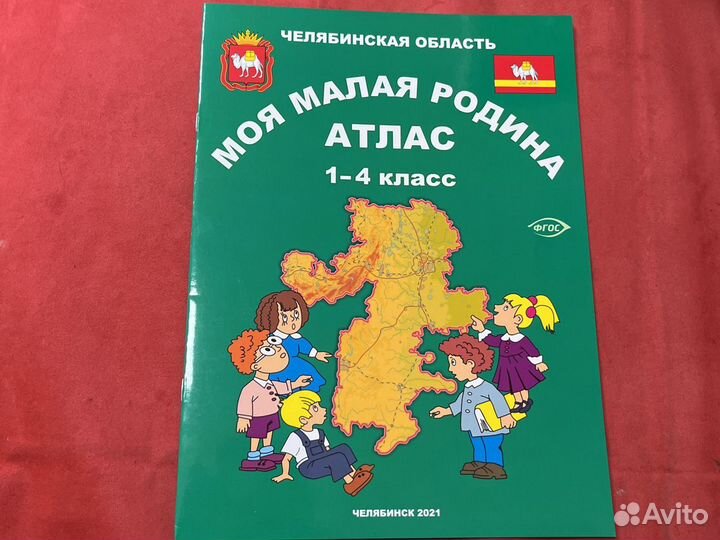 ЧЕЛЯБИНСКАЯ ОБЛАСТЬ
МОЯ МАЛАЯ РОДИНА
АТЛАС
1-4 класс
ФГОС
ЧЕЛЯБИНСК 2021
Avito